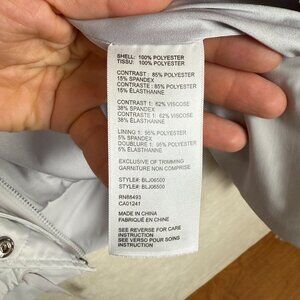 SHELL: 100% POLYESTER
TISSU: 100% POLYESTER
CONTRAST : 85% POLYESTER
15% SPANDEX
CONTRAST : 85% POLYESTER
15% ÉLASTHANNE
CONTRAST 1: 62% VISCOSE
38% SPANDEX
CONTRAST 1: 62% VISCOSE
38% ÉLASTHANNE
LINING 1: 95% POLYESTER
5% SPANDEX
DOUBLURE 1: 95% POLYESTER
5% ÉLASTHANNE
EXCLUSIVE OF TRIMMING
GARNITURE NON COMPRISE
STYLE#: BLJ06500
STYLE#: BLJ06500
RN88493
CA01241
MADE IN CHINA
FABRIQUÉ EN CHINE
SEE REVERSE FOR CARE
INSTRUCTION
SEE VERSO POUR SOINS
INSTRUCTION